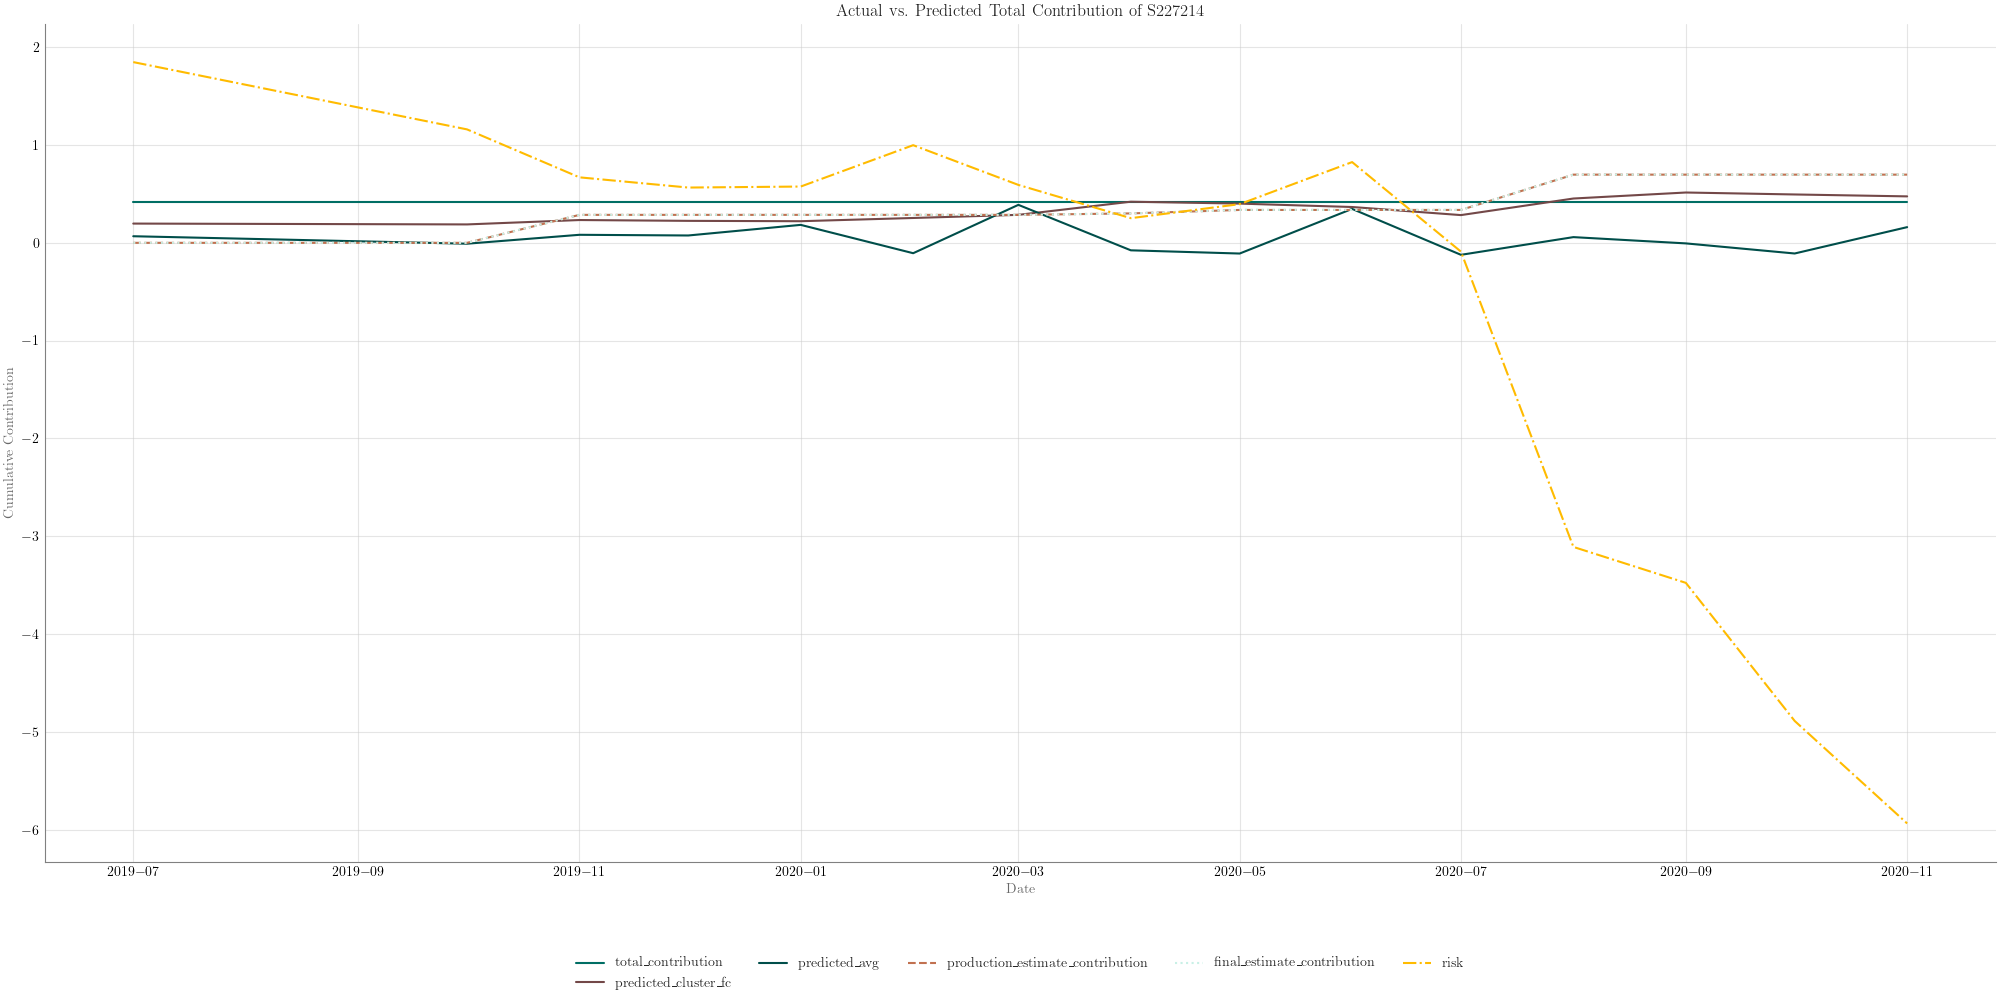 Actual vs. Predicted Total Contribution of S227214
Cumulative Contribution
2
1
0
−1
−2
−3
−4
−5
−6
2019−07 2019−09 2019−11 2020−01 2020−03 2020−05 2020−07 2020−09 2020−11
Date
total_contribution predicted_avg production_estimate_contribution final_estimate_contribution risk
predicted_cluster_fc